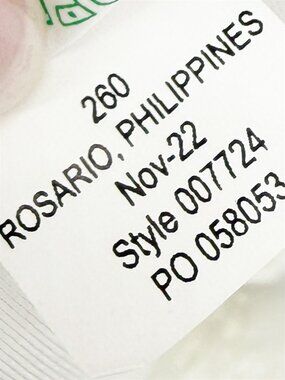 260
ROSARIO, PHILIPPINES
Nov-22
Style 007724
PO 058053